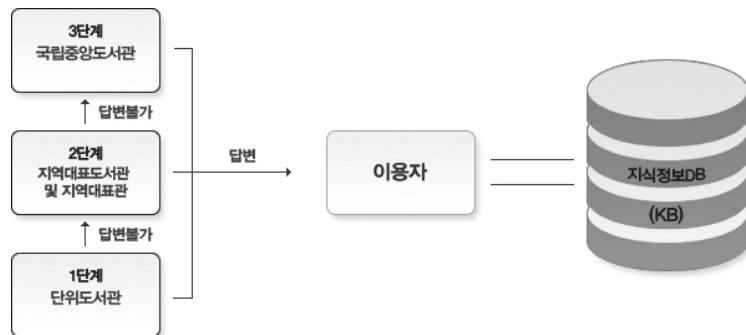 3단계
국립중앙도서관
답변불가
2단계
지역대표도서관
및 지역대표관
답변불가
1단계
단위도서관
답변
이용자
지식정보DB
(KB)